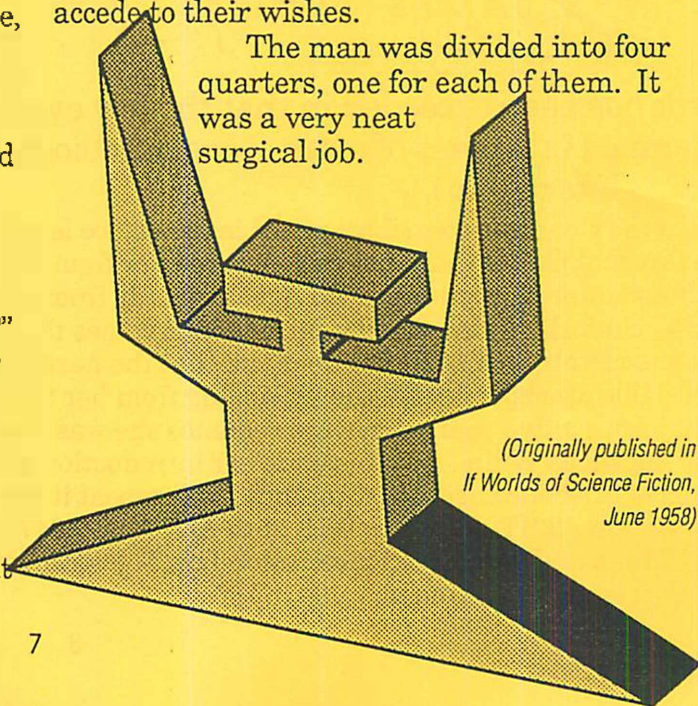 e,
d
”
t
accede to their wishes.
The man was divided into four
quarters, one for each of them. It
was a very neat
surgical job.
(Originally published in
If Worlds of Science Fiction,
June 1958)
7